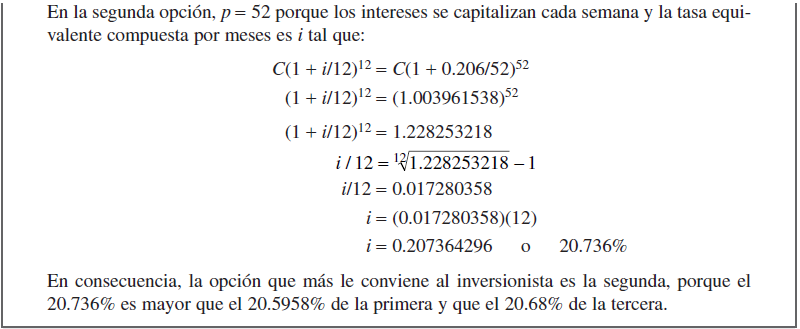 En la segunda opción, p = 52 porque los intereses se capitalizan cada semana y la tasa equi-
valente compuesta por meses es i tal que:
C(1 + i/12)¹² = C(1 + 0.206/52)⁵²
(1 + i/12)¹² = (1.003961538)⁵²
(1 + i/12)¹² = 1.228253218
i / 12 = ¹²√1.228253218 – 1
i/12 = 0.017280358
i = (0.017280358)(12)
i = 0.207364296 o 20.736%
En consecuencia, la opción que más le conviene al inversionista es la segunda, porque el
20.736% es mayor que el 20.5958% de la primera y que el 20.68% de la tercera.